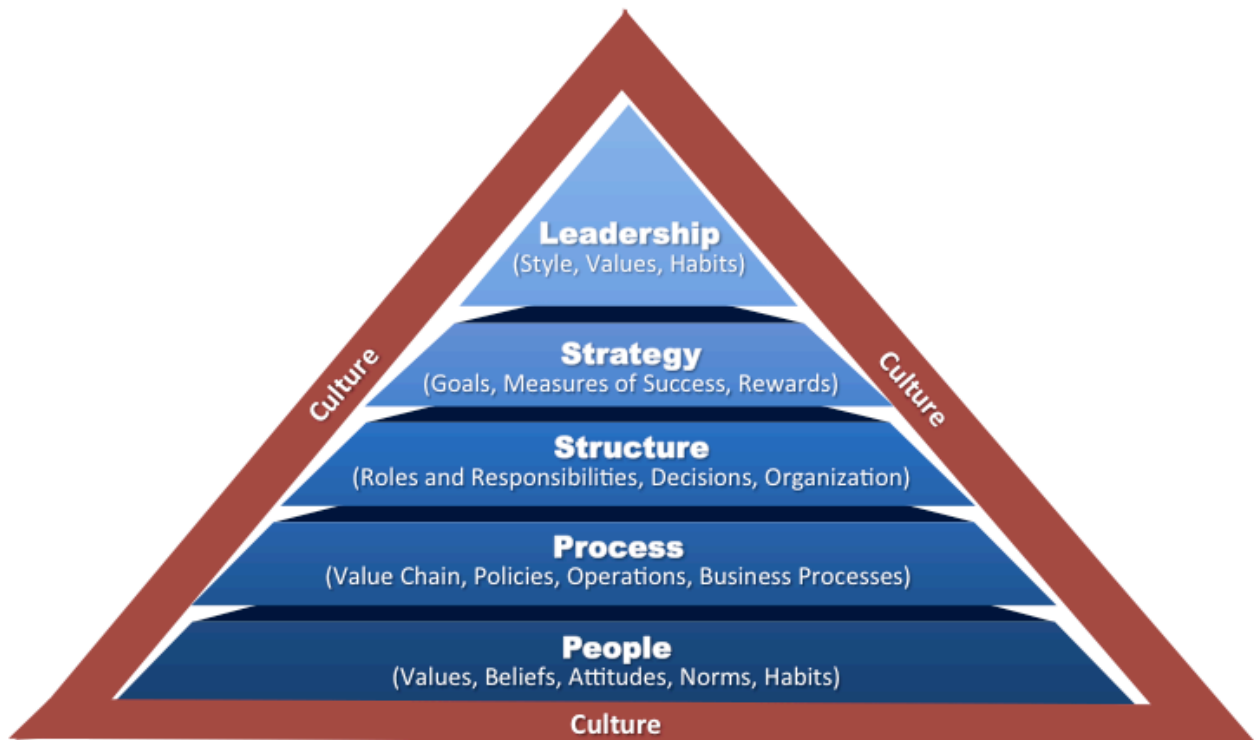 Leadership
(Style, Values, Habits)
Strategy
(Goals, Measures of Success, Rewards)
Culture
Culture
Structure
(Roles and Responsibilities, Decisions, Organization)
Process
(Value Chain, Policies, Operations, Business Processes)
People
(Values, Beliefs, Attitudes, Norms, Habits)
Culture